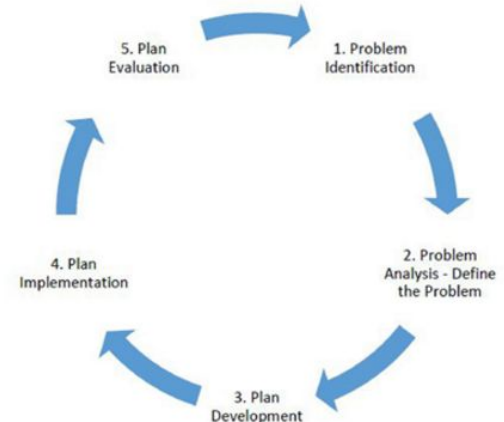 1. Problem
Identification
2. Problem
Analysis - Define
the Problem
3. Plan
Development
4. Plan
Implementation
5. Plan
Evaluation